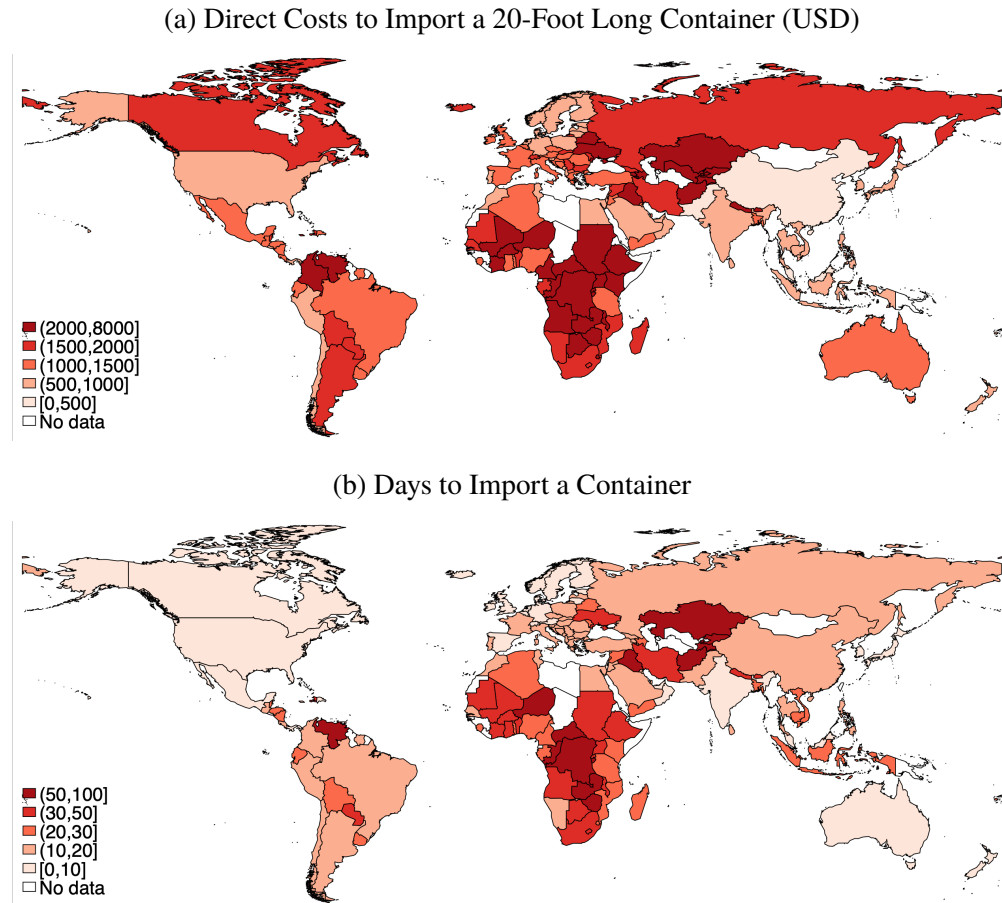 (a) Direct Costs to Import a 20-Foot Long Container (USD)
(2000,8000]
(1500,2000]
(1000,1500]
(500,1000]
[0,500]
No data
(b) Days to Import a Container
(50,100]
(30,50]
(20,30]
(10,20]
[0,10]
No data